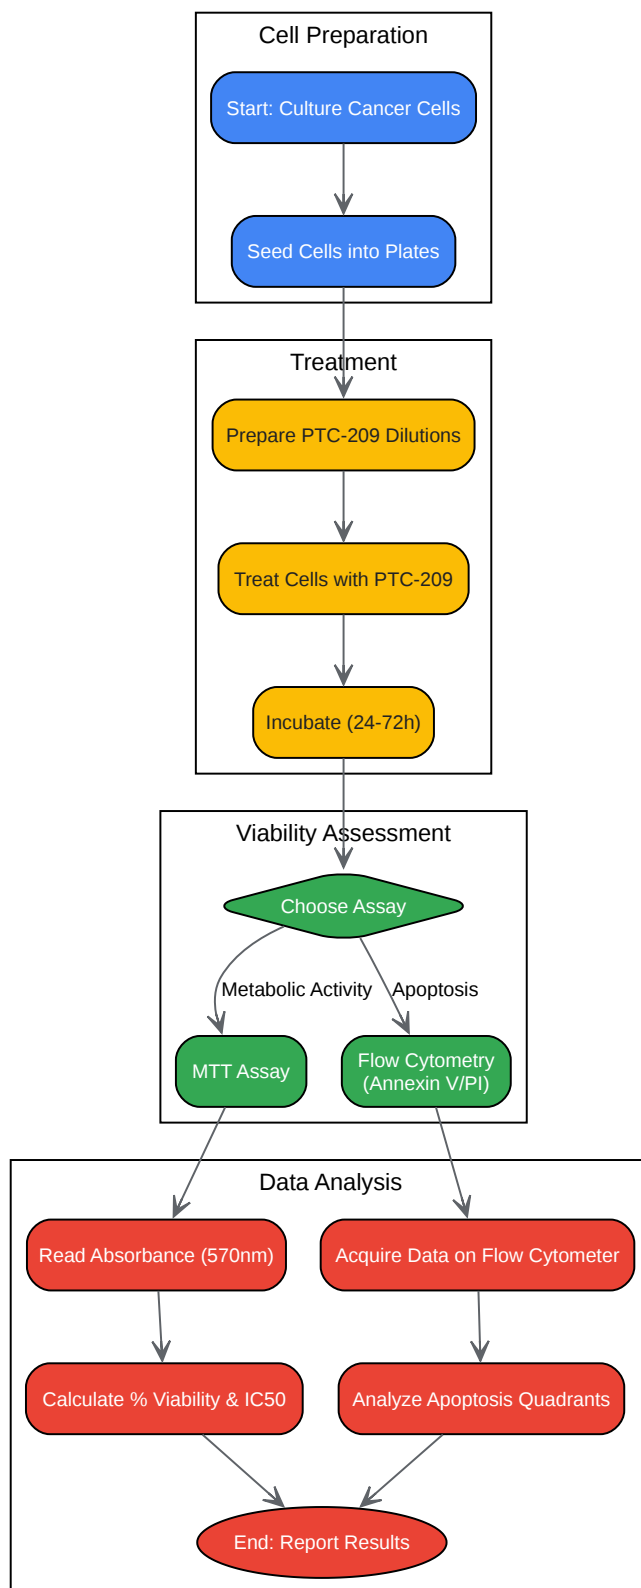 Cell Preparation
Start: Culture Cancer Cells
Seed Cells into Plates
Treatment
Prepare PTC-209 Dilutions
Treat Cells with PTC-209
Incubate (24-72h)
Viability Assessment
Choose Assay
Metabolic Activity
Apoptosis
MTT Assay
Flow Cytometry
(Annexin V/PI)
Data Analysis
Read Absorbance (570nm)
Acquire Data on Flow Cytometer
Calculate % Viability & IC50
Analyze Apoptosis Quadrants
End: Report Results